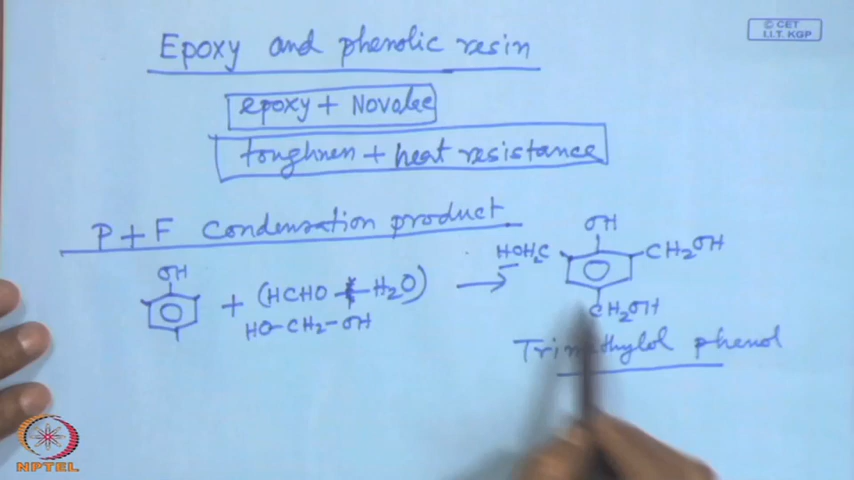 © CET
I.I.T. KGP
Epoxy and phenolic resin
epoxy + Novalac
toughness + heat resistance
P + F Condensation product
OH
+ (HCHO + H2O)
HO-CH2-OH
OH
HOH2C
CH2OH
CH2OH
Trimethylol phenol
NPTEL